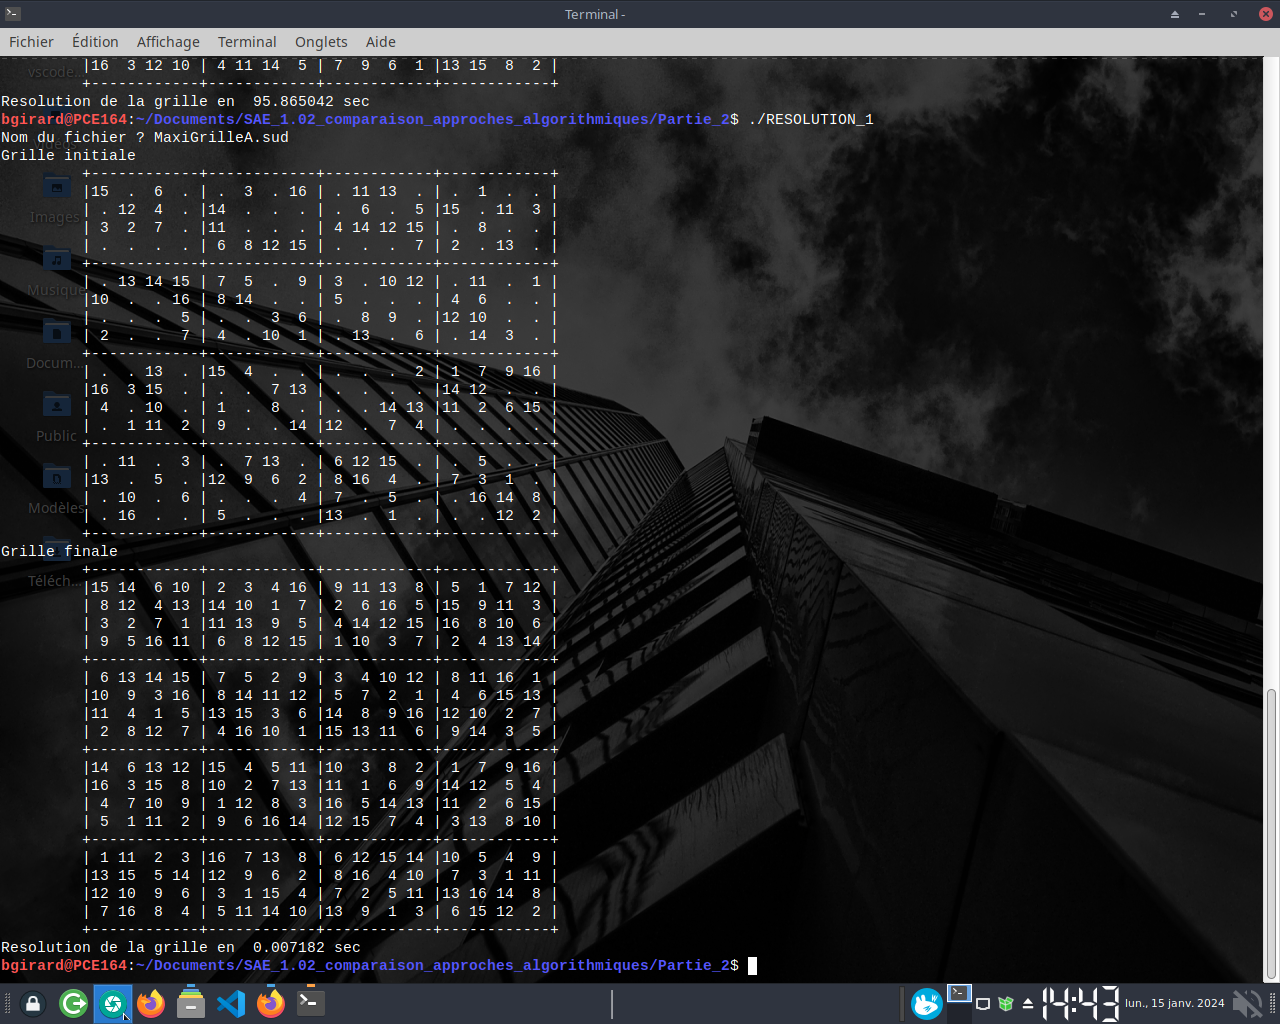 Terminal -
Fichier Édition Affichage Terminal Onglets Aide
|16  3 12 10 | 4 11 14  5 | 7  9  6  1 |13 15  8  2 |
+------------+------------+------------+------------+
Resolution de la grille en  95.865042 sec
bgirard@PCE164:~/Documents/SAE_1.02_comparaison_approches_algorithmiques/Partie_2$ ./RESOLUTION_1
Nom du fichier ? MaxiGrilleA.sud
Grille initiale
+------------+------------+------------+------------+
|15  .  6  . | .  3  . 16 | . 11 13  . | .  1  .  . |
| . 12  4  . |14  .  .  . | .  6  .  5 |15  . 11  3 |
| 3  2  7  . |11  .  .  . | 4 14 12 15 | .  8  .  . |
| .  .  .  . | 6  8 12 15 | .  .  .  7 | 2  . 13  . |
+------------+------------+------------+------------+
| . 13 14 15 | 7  5  .  9 | 3  . 10 12 | . 11  .  1 |
|10  .  . 16 | 8 14  .  . | 5  .  .  . | 4  6  .  . |
| .  .  .  5 | .  .  3  6 | .  8  9  . |12 10  .  . |
| 2  .  .  7 | 4  . 10  1 | . 13  .  6 | . 14  3  . |
+------------+------------+------------+------------+
| .  . 13  . |15  4  .  . | .  .  .  2 | 1  7  9 16 |
|16  3 15  . | .  .  7 13 | .  .  .  . |14 12  .  . |
| 4  . 10  . | 1  .  8  . | .  . 14 13 |11  2  6 15 |
| .  1 11  2 | 9  .  . 14 |12  .  7  4 | .  .  .  . |
+------------+------------+------------+------------+
| . 11  .  3 | .  7 13  . | 6 12 15  . | .  5  .  . |
|13  .  5  . |12  9  6  2 | 8 16  4  . | 7  3  1  . |
| . 10  .  6 | .  .  .  4 | 7  .  5  . | . 16 14  8 |
| . 16  .  . | 5  .  .  . |13  .  1  . | .  . 12  2 |
+------------+------------+------------+------------+
Grille finale
+------------+------------+------------+------------+
|15 14  6 10 | 2  3  4 16 | 9 11 13  8 | 5  1  7 12 |
| 8 12  4 13 |14 10  1  7 | 2  6 16  5 |15  9 11  3 |
| 3  2  7  1 |11 13  9  5 | 4 14 12 15 |16  8 10  6 |
| 9  5 16 11 | 6  8 12 15 | 1 10  3  7 | 2  4 13 14 |
+------------+------------+------------+------------+
| 6 13 14 15 | 7  5  2  9 | 3  4 10 12 | 8 11 16  1 |
|10  9  3 16 | 8 14 11 12 | 5  7  2  1 | 4  6 15 13 |
|11  4  1  5 |13 15  3  6 |14  8  9 16 |12 10  2  7 |
| 2  8 12  7 | 4 16 10  1 |15 13 11  6 | 9 14  3  5 |
+------------+------------+------------+------------+
|14  6 13 12 |15  4  5 11 |10  3  8  2 | 1  7  9 16 |
|16  3 15  8 |10  2  7 13 |11  1  6  9 |14 12  5  4 |
| 4  7 10  9 | 1 12  8  3 |16  5 14 13 |11  2  6 15 |
| 5  1 11  2 | 9  6 16 14 |12 15  7  4 | 3 13  8 10 |
+------------+------------+------------+------------+
| 1 11  2  3 |16  7 13  8 | 6 12 15 14 |10  5  4  9 |
|13 15  5 14 |12  9  6  2 | 8 16  4 10 | 7  3  1 11 |
|12 10  9  6 | 3  1 15  4 | 7  2  5 11 |13 16 14  8 |
| 7 16  8  4 | 5 11 14 10 |13  9  1  3 | 6 15 12  2 |
+------------+------------+------------+------------+
Resolution de la grille en  0.007182 sec
bgirard@PCE164:~/Documents/SAE_1.02_comparaison_approches_algorithmiques/Partie_2$
vscode...
Images
Musique
Docum...
Public
Modèles
Téléch...
14:43
lun., 15 janv. 2024